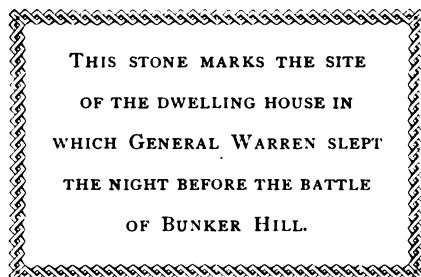 This stone marks the site
of the dwelling house in
which General Warren slept
the night before the battle
of Bunker Hill.